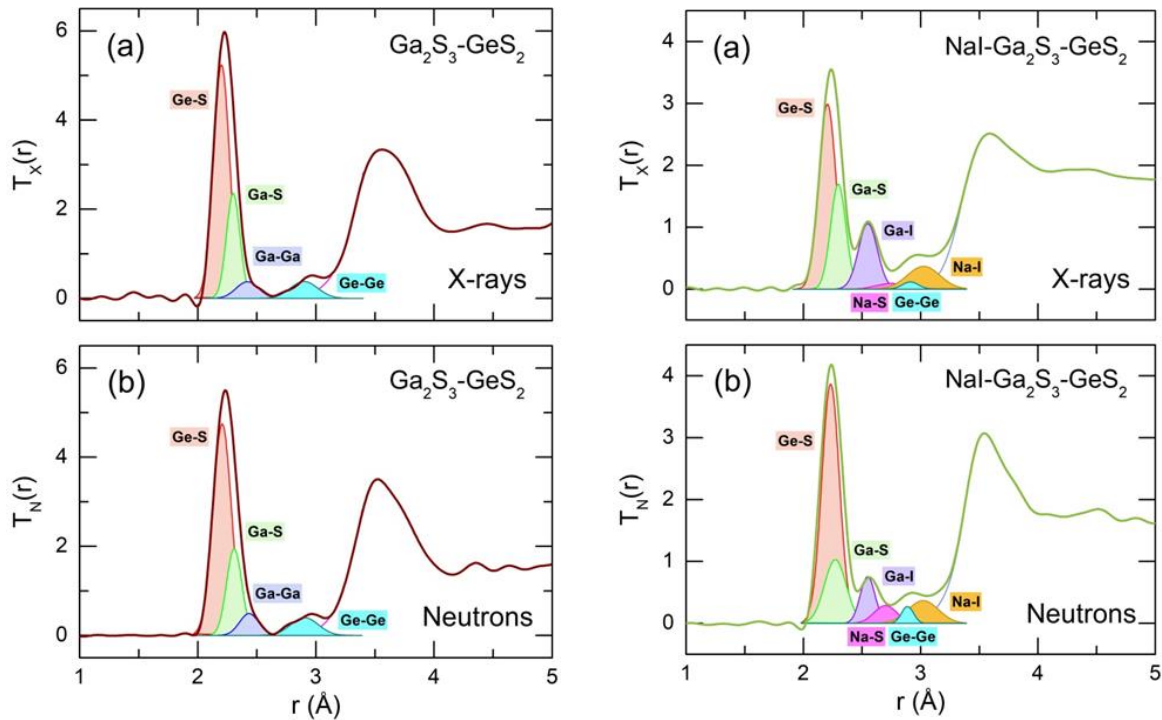 (a)
Ga₂S₃-GeS₂
6
4
2
0
Tₓ(r)
Ge-S
Ga-S
Ga-Ga
Ge-Ge
X-rays
(b)
Ga₂S₃-GeS₂
6
4
2
0
T_N(r)
Ge-S
Ga-S
Ga-Ga
Ge-Ge
Neutrons
1 2 3 4 5
r (Å)
(a)
NaI-Ga₂S₃-GeS₂
4
3
2
1
0
Tₓ(r)
Ge-S
Ga-S
Ga-I
Na-I
Na-S Ge-Ge
X-rays
(b)
NaI-Ga₂S₃-GeS₂
4
3
2
1
0
T_N(r)
Ge-S
Ga-S
Ga-I
Na-I
Na-S Ge-Ge
Neutrons
1 2 3 4 5
r (Å)